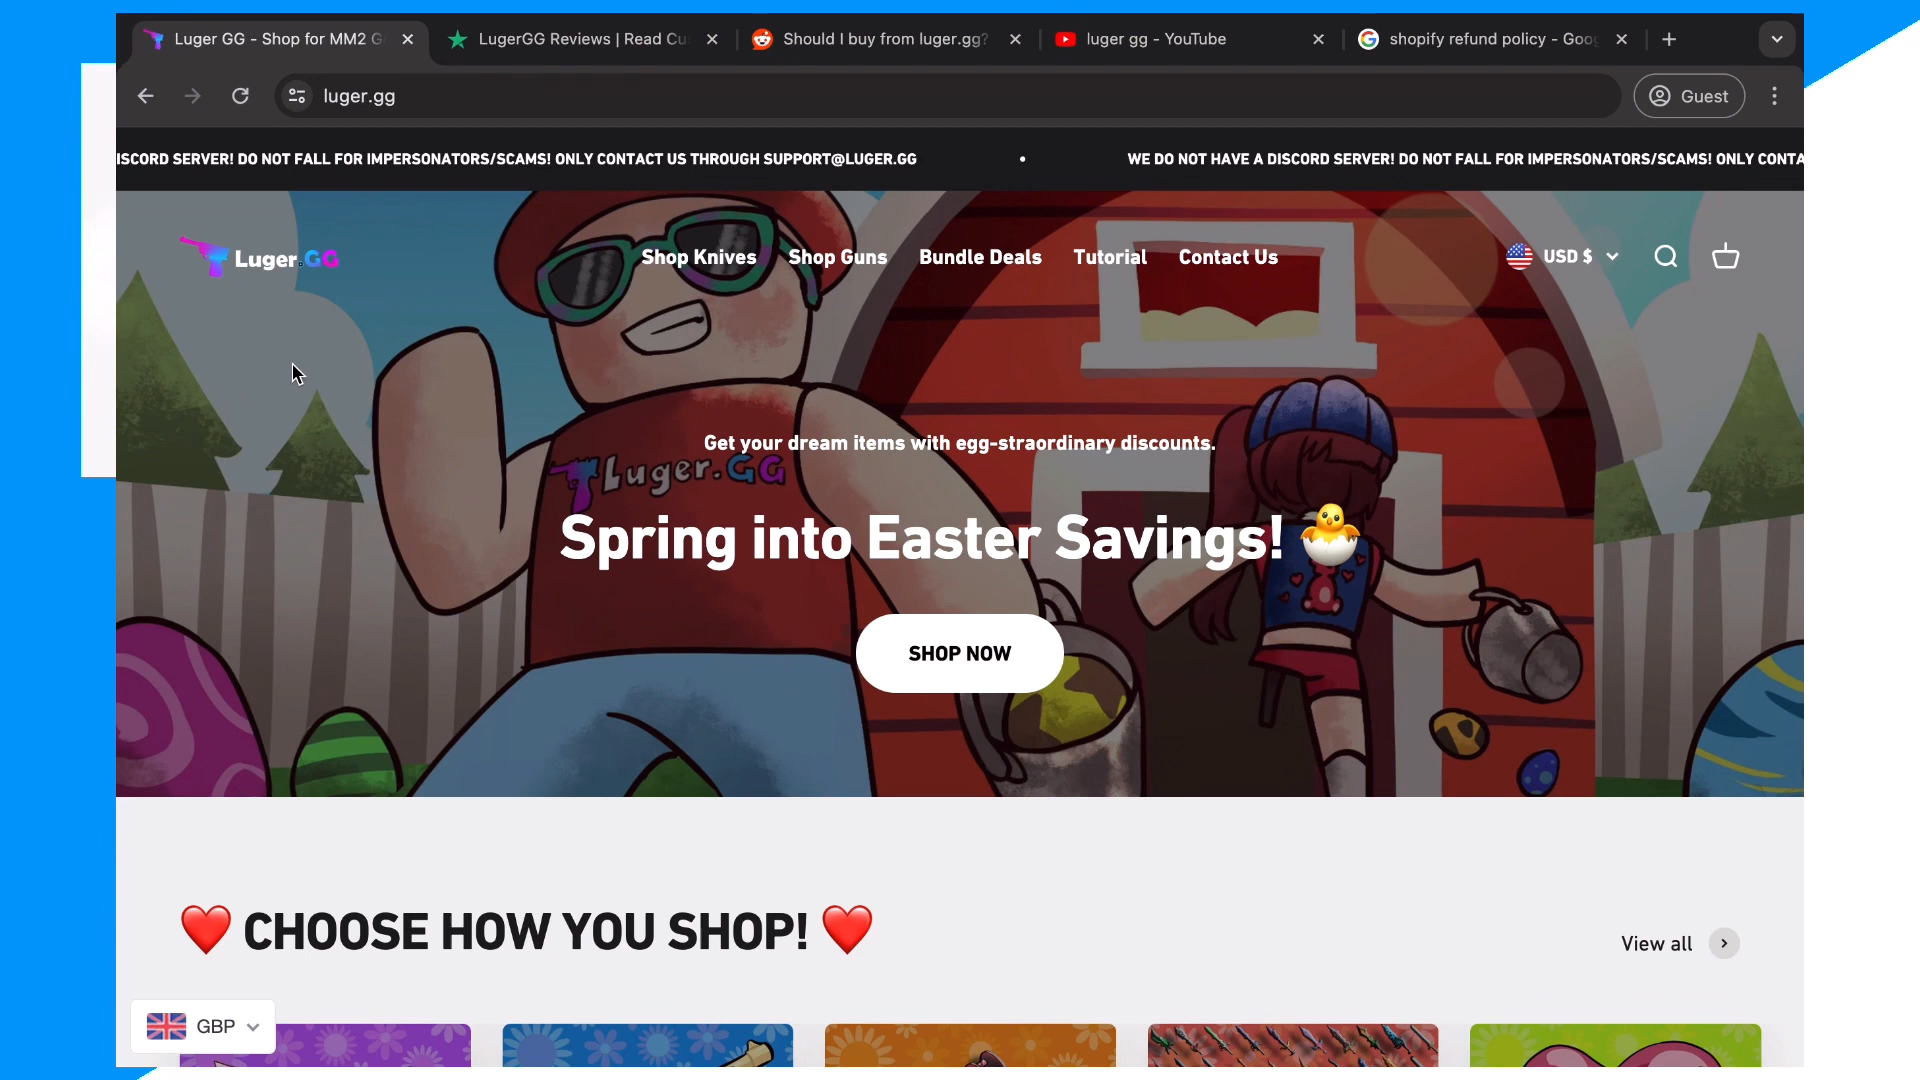 Luger GG - Shop for MM2 G
LugerGG Reviews | Read Cu
Should I buy from luger.gg?
luger gg - YouTube
shopify refund policy - Goo
luger.gg
Guest
ISCORD SERVER! DO NOT FALL FOR IMPERSONATORS/SCAMS! ONLY CONTACT US THROUGH SUPPORT@LUGER.GG • WE DO NOT HAVE A DISCORD SERVER! DO NOT FALL FOR IMPERSONATORS/SCAMS! ONLY CONTA
Luger.GG
Shop Knives
Shop Guns
Bundle Deals
Tutorial
Contact Us
USD $
Get your dream items with egg-straordinary discounts.
Luger.GG
Spring into Easter Savings! 🐣
SHOP NOW
❤️ CHOOSE HOW YOU SHOP! ❤️
View all
GBP